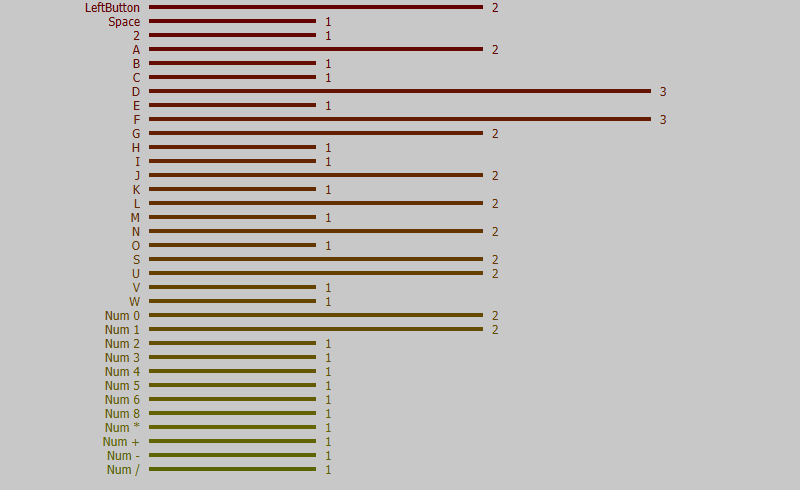 LeftButton 2
Space 1
2 1
A 2
B 1
C 1
D 3
E 1
F 3
G 2
H 1
I 1
J 2
K 1
L 2
M 1
N 2
O 1
S 2
U 2
V 1
W 1
Num 0 2
Num 1 2
Num 2 1
Num 3 1
Num 4 1
Num 5 1
Num 6 1
Num 8 1
Num * 1
Num + 1
Num - 1
Num / 1